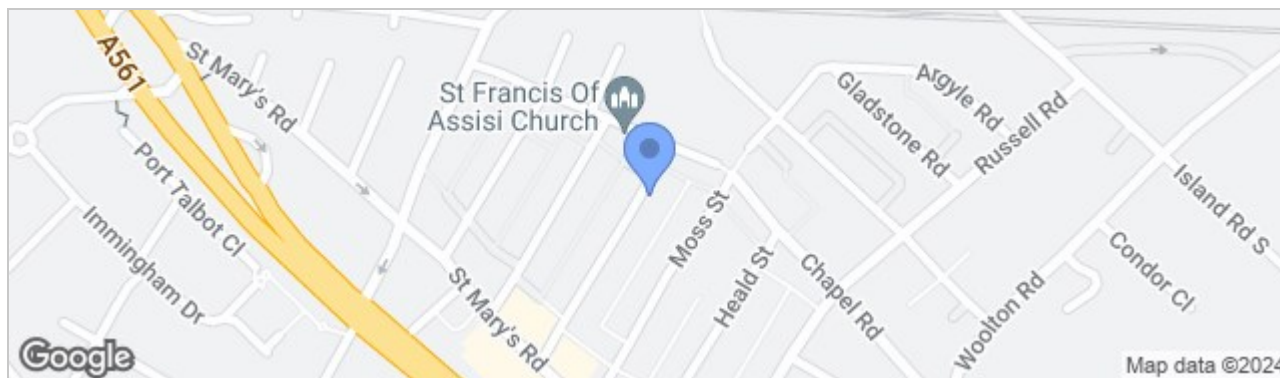 A561
St Mary's Rd
St Francis Of
Assisi Church
Argyle Rd
Gladstone Rd
Russell Rd
Island Rd S
Port Talbot Cl
Immingham Dr
St Mary's Rd
Moss St
Heald St
Chapel Rd
Woolton Rd
Condor Cl
Google
Map data ©2024